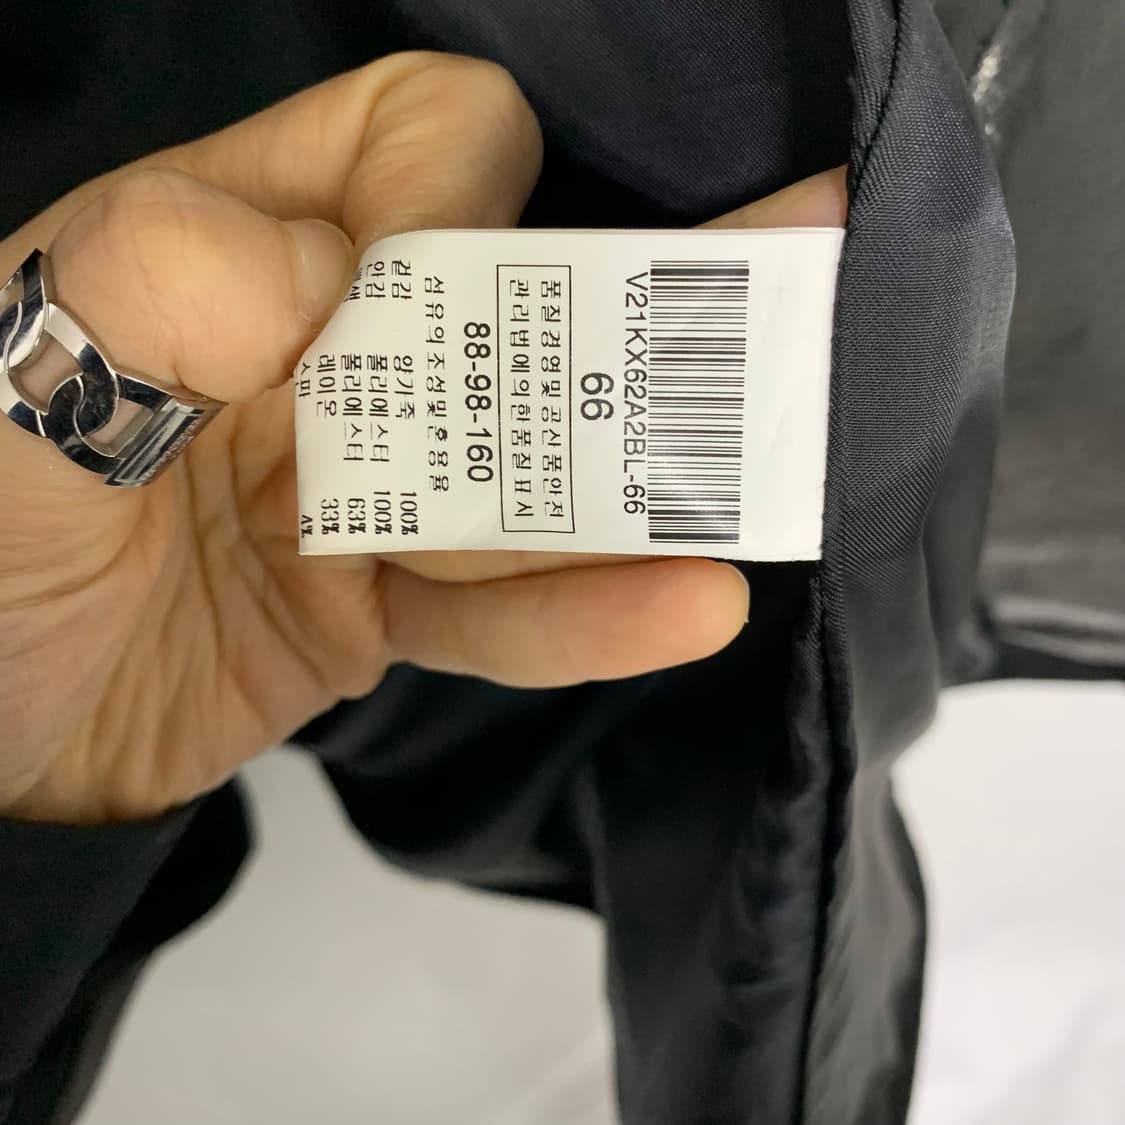 V21KX62A2BL-66
66
품질경영및공산품안전
관리법에의한품질표시
88-98-160
섬유의조성및혼용율
겉감 양가죽 100%
안감 폴리에스터 100%
폴리에스터 63%
레이온 33%
4%